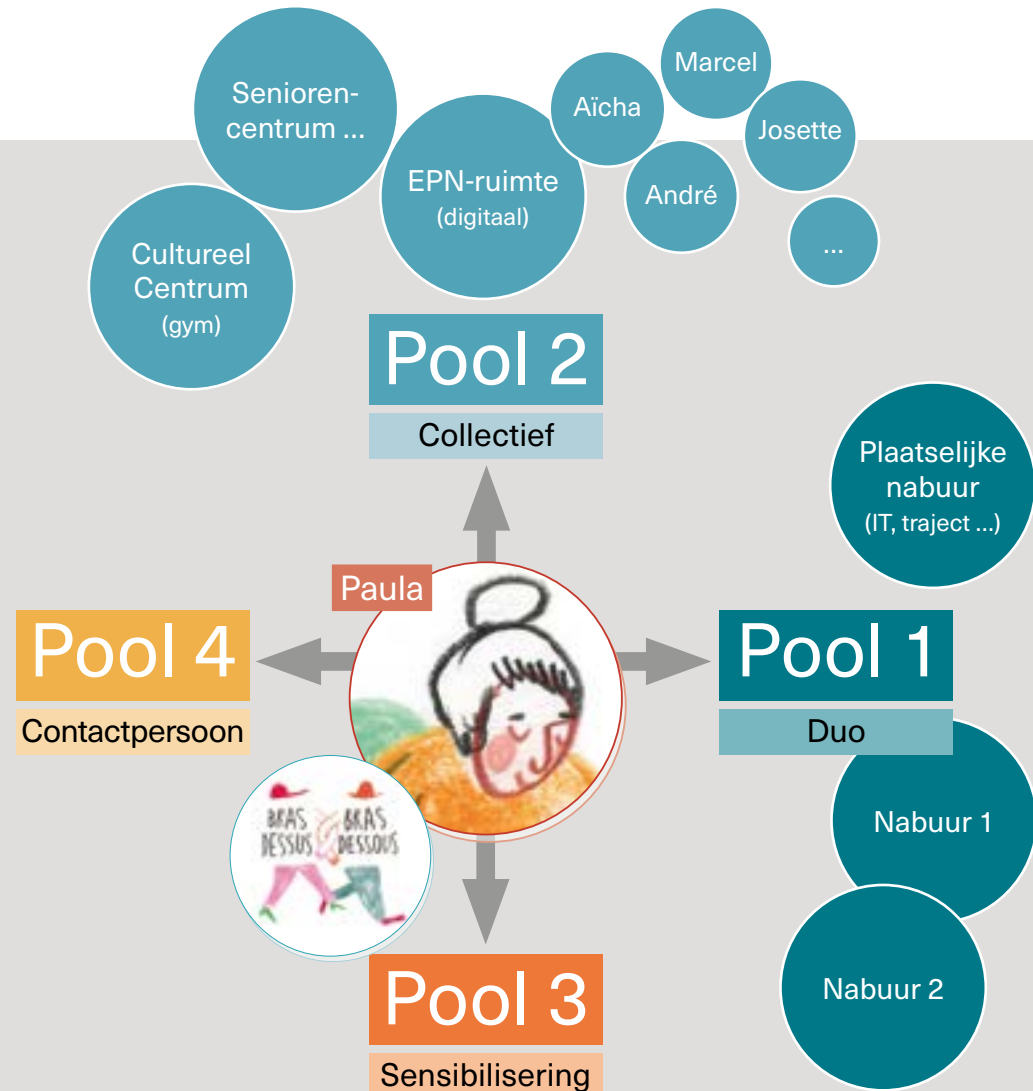 Senioren-
centrum ...
Cultureel
Centrum
(gym)
EPN-ruimte
(digitaal)
Aïcha
Marcel
Josette
André
...
Pool 2
Collectief
Plaatselijke
nabuur
(IT, traject ...)
Paula
Pool 4
Contactpersoon
Pool 1
Duo
BRAS
DESSUS
BRAS
DESSOUS
Nabuur 1
Nabuur 2
Pool 3
Sensibilisering